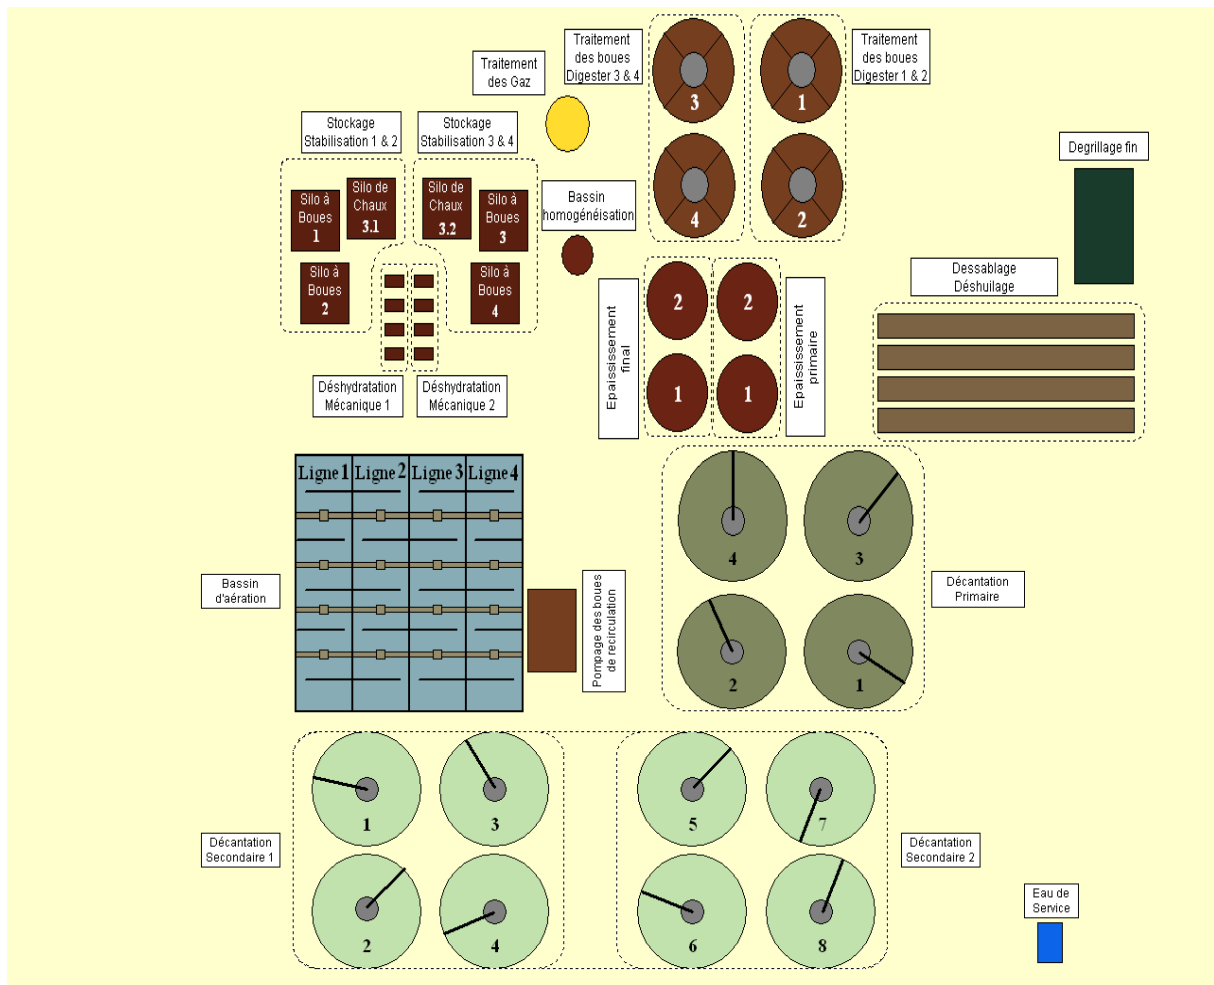 Traitement
des boues
Digester 3 & 4
3
1
Traitement
des boues
Digester 1 & 2
4
2
Traitement
des Gaz
Stockage
Stabilisation 1 & 2
Stockage
Stabilisation 3 & 4
Silo à
Boues
1
Silo de
Chaux
3.1
Silo de
Chaux
3.2
Silo à
Boues
3
Silo à
Boues
2
Silo à
Boues
4
Bassin
homogénéisation
Degrillage fin
Dessablage
Déshuilage
Epaississement
final
2
2
1
1
Epaississement
primaire
Déshydratation
Mécanique 1
Déshydratation
Mécanique 2
Ligne 1
Ligne 2
Ligne 3
Ligne 4
Bassin
d'aération
Pompage des boues
de recirculation
4
3
2
1
Décantation
Primaire
Décantation
Secondaire 1
1
3
2
4
5
7
6
8
Décantation
Secondaire 2
Eau de
Service